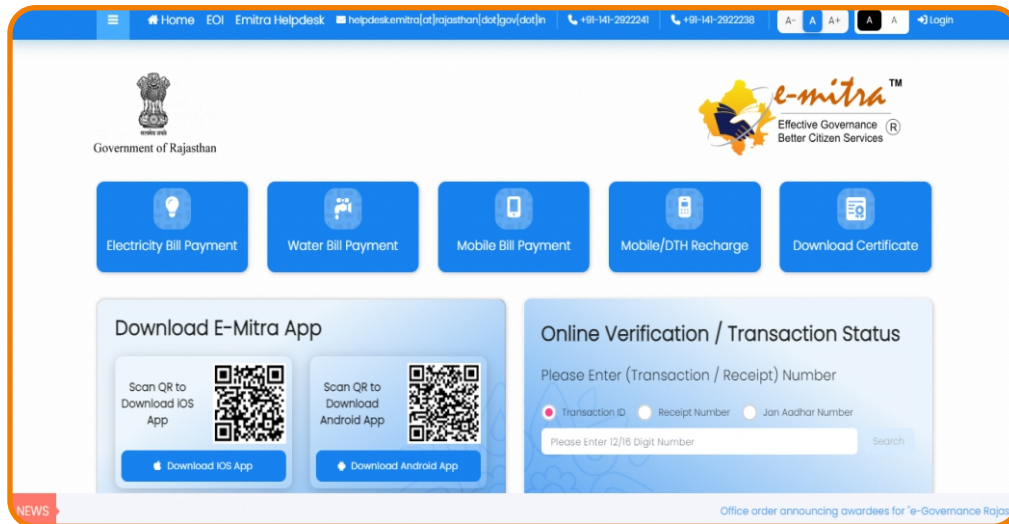 Home EOI Emitra Helpdesk helpdesk.emitra[at]rajasthan[dot]gov[dot]in +91-141-2922241 +91-141-2922238 A- A A+ A A Login
सत्यमेव जयते
Government of Rajasthan
e-mitra TM
Effective Governance
Better Citizen Services R
Electricity Bill Payment
Water Bill Payment
Mobile Bill Payment
Mobile/DTH Recharge
Download Certificate
Download E-Mitra App
Scan QR to
Download iOS
App
Download IOS App
Scan QR to
Download
Android App
Download Android App
Online Verification / Transaction Status
Please Enter (Transaction / Receipt) Number
Transaction ID Receipt Number Jan Aadhar Number
Please Enter 12/16 Digit Number Search
NEWS Office order announcing awardees for "e-Governance Rajas